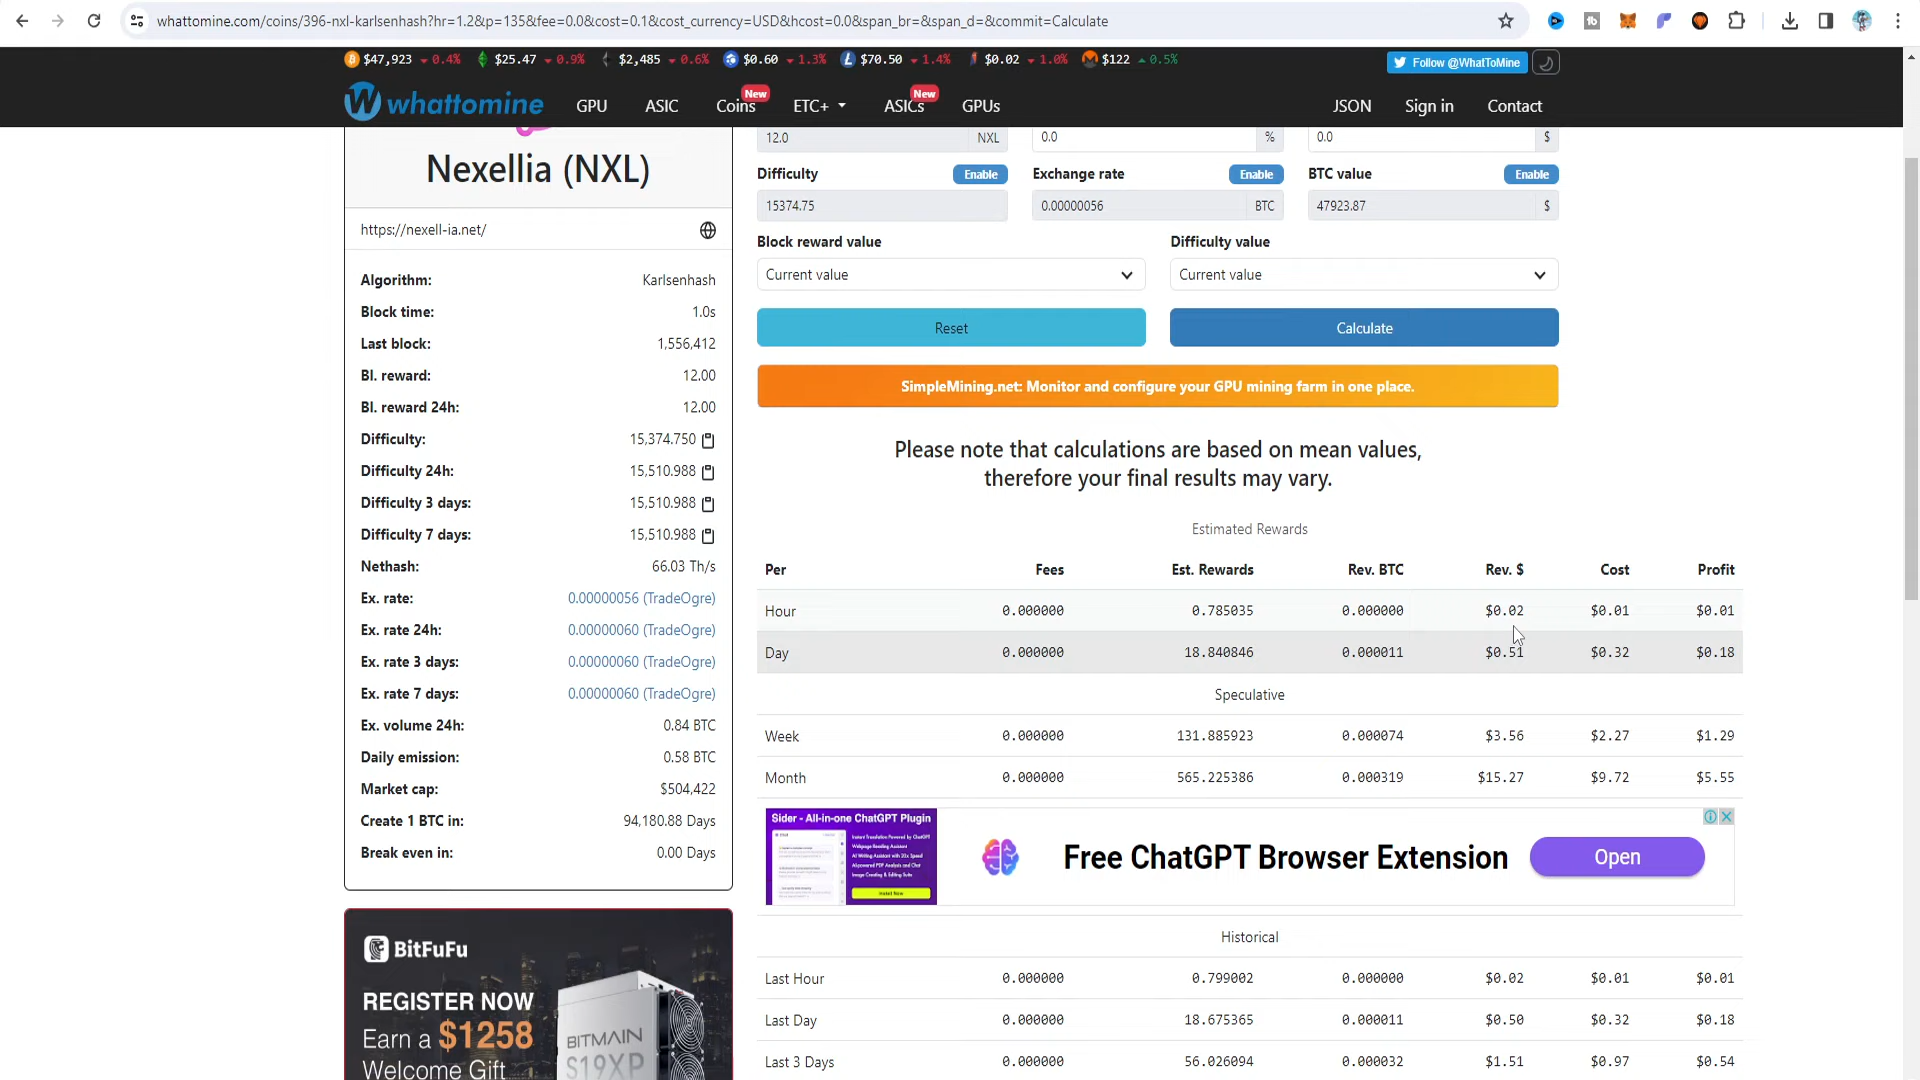 whattomine.com/coins/396-nxl-karlsenhash?hr=1.2&p=135&fee=0.0&cost=0.1&cost_currency=USD&hcost=0.0&span_br=&span_d=&commit=Calculate
$47,923 0.4% $25.47 0.9% $2,485 0.6% $0.60 1.3% $70.50 1.4% $0.02 1.0% $122 0.5%
Follow @WhatToMine
whattomine GPU ASIC Coins New ETC+ ASICs New GPUs JSON Sign in Contact
Nexellia (NXL)
https://nexell-ia.net/
Algorithm: Karlsenhash
Block time: 1.0s
Last block: 1,556,412
Bl. reward: 12.00
Bl. reward 24h: 12.00
Difficulty: 15,374.750
Difficulty 24h: 15,510.988
Difficulty 3 days: 15,510.988
Difficulty 7 days: 15,510.988
Nethash: 66.03 Th/s
Ex. rate: 0.00000056 (TradeOgre)
Ex. rate 24h: 0.00000060 (TradeOgre)
Ex. rate 3 days: 0.00000060 (TradeOgre)
Ex. rate 7 days: 0.00000060 (TradeOgre)
Ex. volume 24h: 0.84 BTC
Daily emission: 0.58 BTC
Market cap: $504,422
Create 1 BTC in: 94,180.88 Days
Break even in: 0.00 Days
BitFuFu
REGISTER NOW
Earn a $1258
Welcome Gift
BITMAIN
S19XP
12.0 NXL 0.0 % 0.0 $
Difficulty Enable Exchange rate Enable BTC value Enable
15374.75 0.00000056 BTC 47923.87 $
Block reward value Difficulty value
Current value Current value
Reset Calculate
SimpleMining.net: Monitor and configure your GPU mining farm in one place.
Please note that calculations are based on mean values,
therefore your final results may vary.
Estimated Rewards
Per Fees Est. Rewards Rev. BTC Rev. $ Cost Profit
Hour 0.000000 0.785035 0.000000 $0.02 $0.01 $0.01
Day 0.000000 18.840846 0.000011 $0.51 $0.32 $0.18
Speculative
Week 0.000000 131.885923 0.000074 $3.56 $2.27 $1.29
Month 0.000000 565.225386 0.000319 $15.27 $9.72 $5.55
Sider - All-in-one ChatGPT Plugin
Free ChatGPT Browser Extension
Open
Historical
Last Hour 0.000000 0.799002 0.000000 $0.02 $0.01 $0.01
Last Day 0.000000 18.675365 0.000011 $0.50 $0.32 $0.18
Last 3 Days 0.000000 56.026094 0.000032 $1.51 $0.97 $0.54